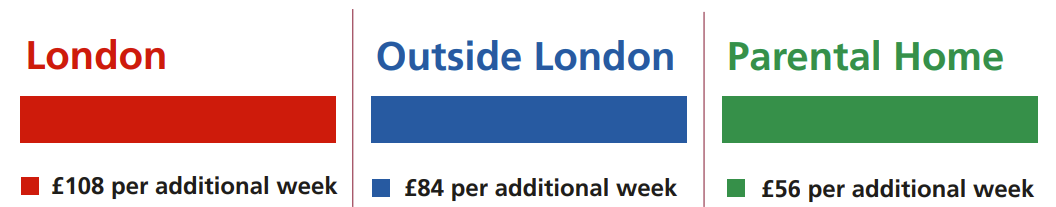 London
£108 per additional week
Outside London
£84 per additional week
Parental Home
£56 per additional week